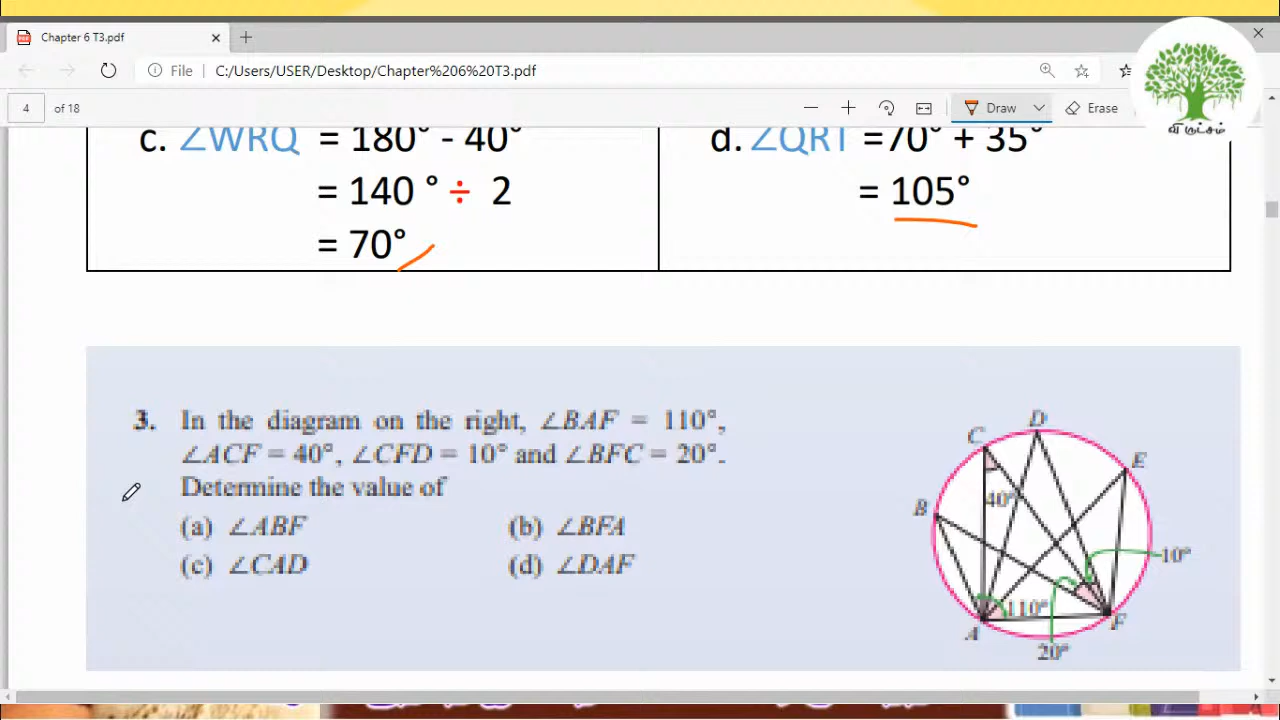 Chapter 6 T3.pdf
File C:/Users/USER/Desktop/Chapter%206%20T3.pdf
விருட்சம்
4 of 18 Draw Erase
c. ∠WRQ = 180° - 40°
= 140 ° ÷ 2
= 70°
d. ∠QRT =70° + 35°
= 105°
3. In the diagram on the right, ∠BAF = 110°,
∠ACF = 40°, ∠CFD = 10° and ∠BFC = 20°.
Determine the value of
(a) ∠ABF (b) ∠BFA
(c) ∠CAD (d) ∠DAF
D
C
E
40°
B
10°
110°
F
A
20°